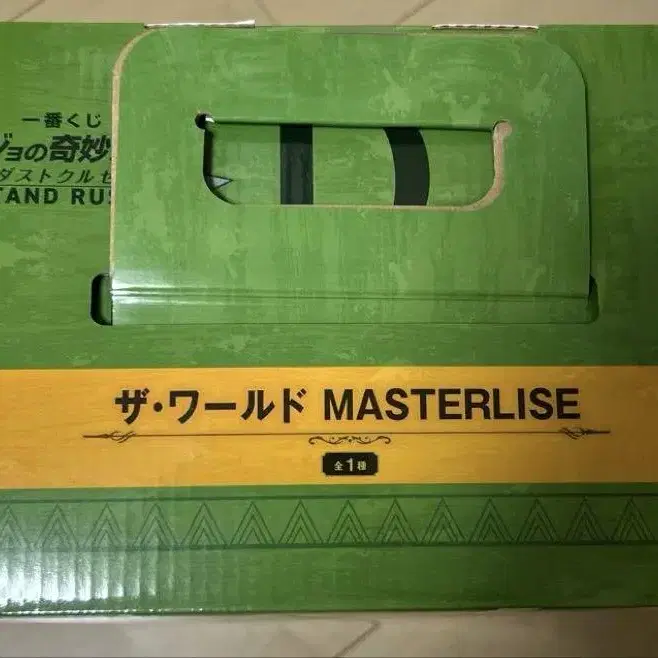 一番くじ
ジョの奇妙
ダストクルセ
TAND RUS
ザ・ワールド MASTERLISE
全1種